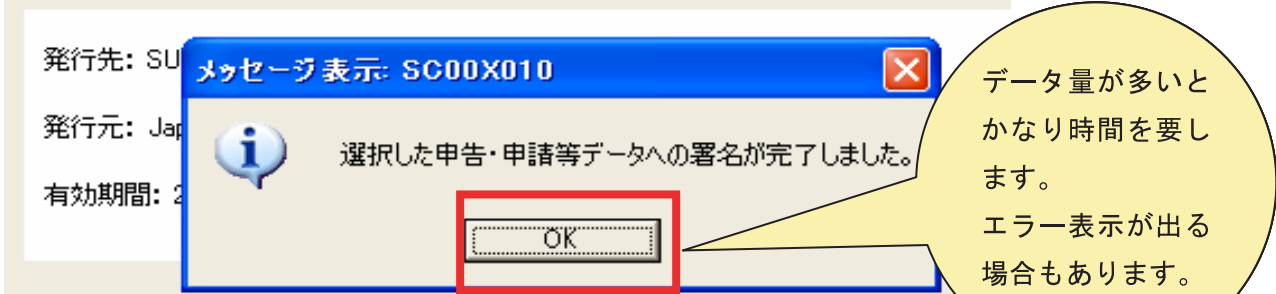 発行先: SU
メッセージ表示: SC00X010
発行元: Jap
選択した申告・申請等データへの署名が完了しました。
有効期間: 2
OK
データ量が多いと
かなり時間を要し
ます。
エラー表示が出る
場合もあります。